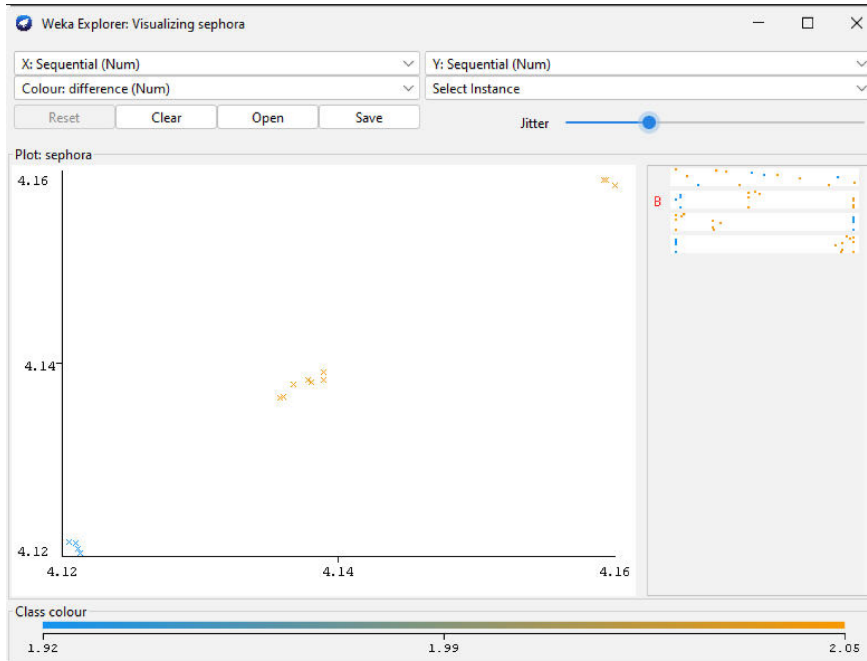 Weka Explorer: Visualizing sephora
X: Sequential (Num) Y: Sequential (Num)
Colour: difference (Num) Select Instance
Reset Clear Open Save Jitter
Plot: sephora
4.16
B
4.14
4.12
4.12 4.14 4.16
Class colour
1.92 1.99 2.05